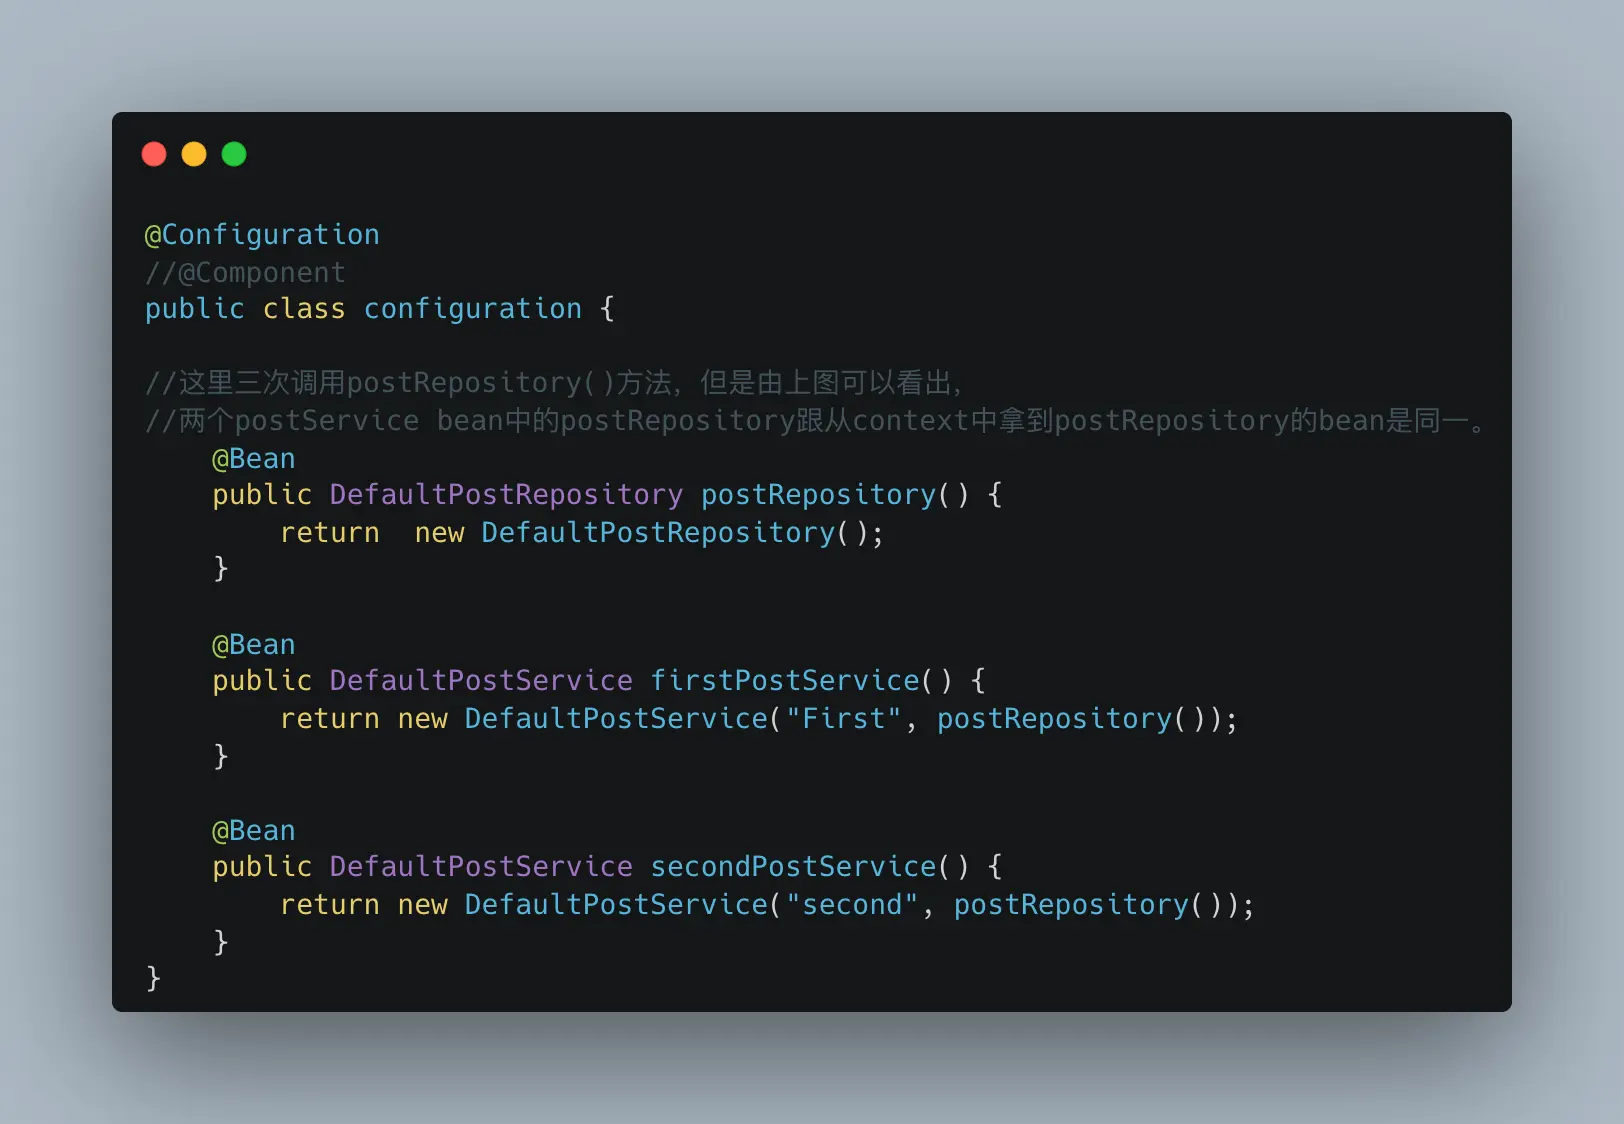 @Configuration
//@Component
public class configuration {
//这里三次调用postRepository()方法，但是由上图可以看出，
//两个postService bean中的postRepository跟从context中拿到postRepository的bean是同一。
@Bean
public DefaultPostRepository postRepository() {
return  new DefaultPostRepository();
}
@Bean
public DefaultPostService firstPostService() {
return new DefaultPostService("First", postRepository());
}
@Bean
public DefaultPostService secondPostService() {
return new DefaultPostService("second", postRepository());
}
}